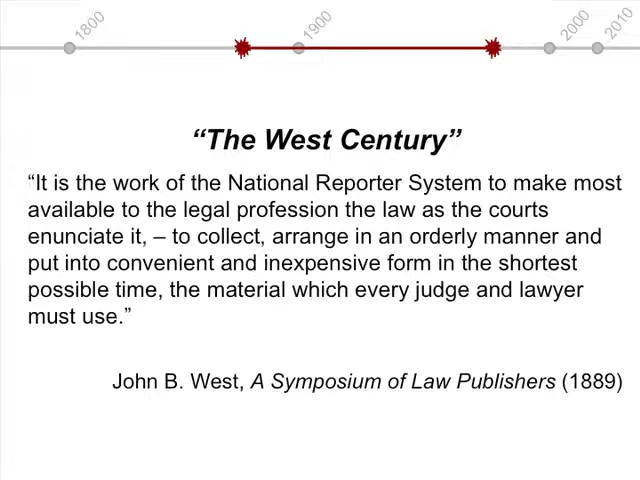 1800
1900
2000
2010
“The West Century”
“It is the work of the National Reporter System to make most
available to the legal profession the law as the courts
enunciate it, – to collect, arrange in an orderly manner and
put into convenient and inexpensive form in the shortest
possible time, the material which every judge and lawyer
must use.”
John B. West, A Symposium of Law Publishers (1889)